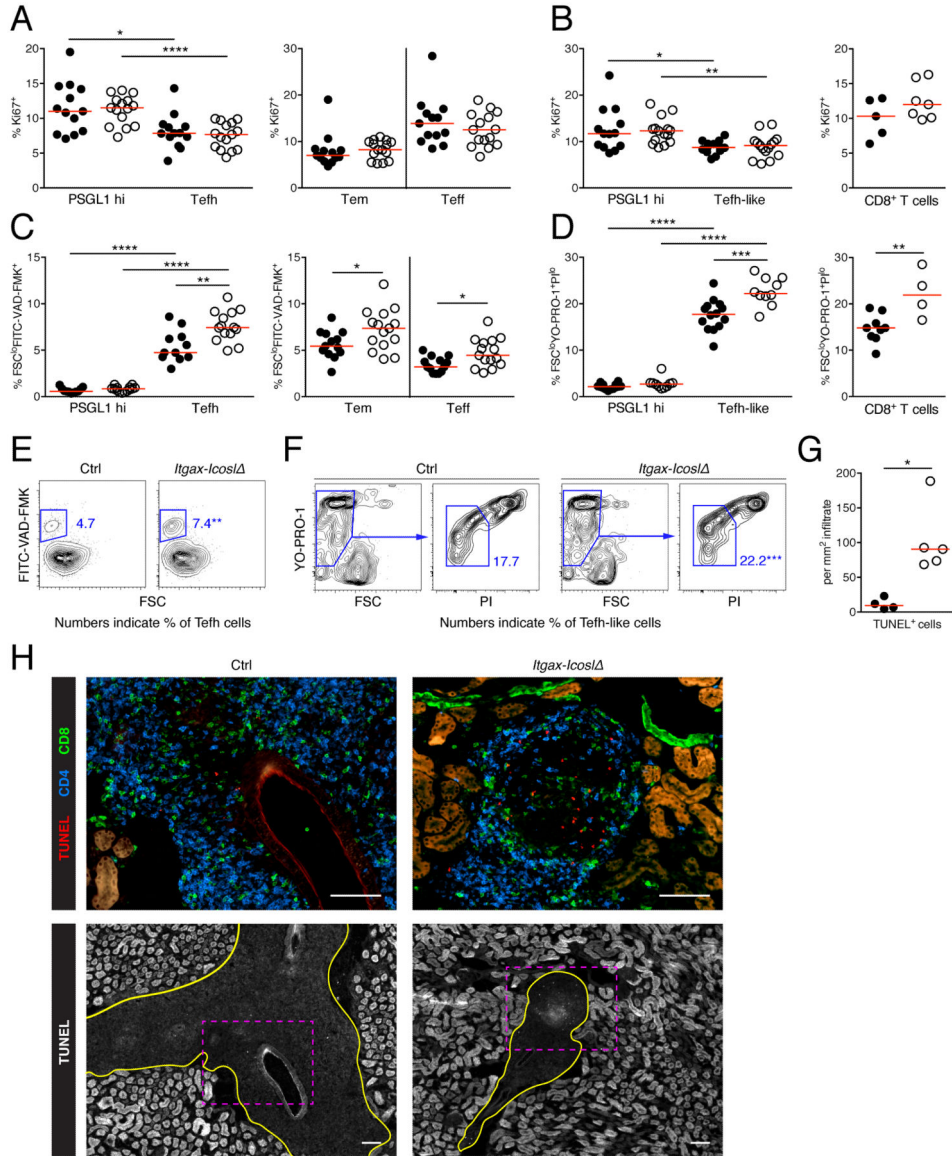 A
B
*
****
*
**
% Ki67⁺
20
15
10
5
0
PSGL1 hi
Tefh
% Ki67⁺
30
20
10
0
Tem
Teff
% Ki67⁺
30
20
10
0
PSGL1 hi
Tefh-like
% Ki67⁺
20
15
10
5
0
CD8⁺ T cells
C
D
****
****
**
*
*
****
****
***
**
% FSCˡᵒFITC-VAD-FMK⁺
15
10
5
0
PSGL1 hi
Tefh
% FSCˡᵒFITC-VAD-FMK⁺
15
10
5
0
Tem
Teff
% FSCˡᵒYO-PRO-1⁺PIˡᵒ
30
20
10
0
PSGL1 hi
Tefh-like
% FSCˡᵒYO-PRO-1⁺PIˡᵒ
30
20
10
0
CD8⁺ T cells
E
Ctrl
Itgax-IcoslΔ
FITC-VAD-FMK
4.7
7.4**
FSC
Numbers indicate % of Tefh cells
F
Ctrl
Itgax-IcoslΔ
YO-PRO-1
17.7
22.2***
FSC
PI
FSC
PI
Numbers indicate % of Tefh-like cells
G
*
per mm² infiltrate
200
150
100
50
0
TUNEL⁺ cells
H
Ctrl
Itgax-IcoslΔ
TUNEL CD4 CD8
TUNEL